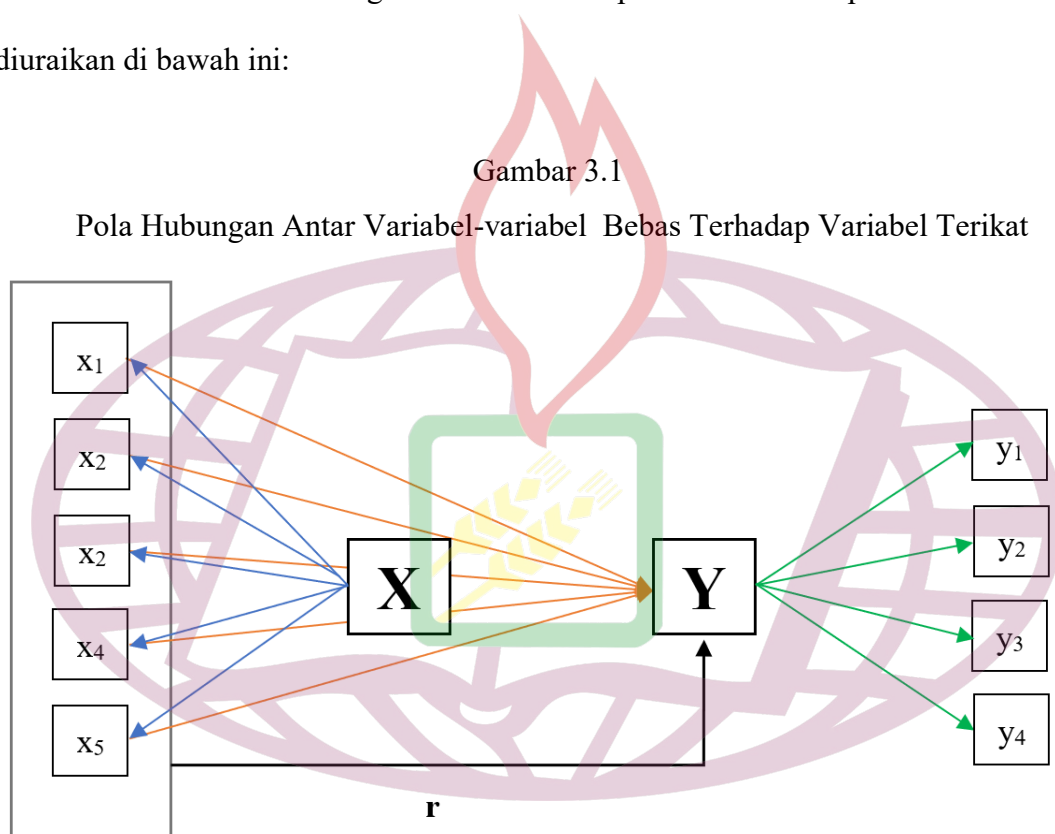 diuraikan di bawah ini:
Gambar 3.1
Pola Hubungan Antar Variabel-variabel Bebas Terhadap Variabel Terikat
x1
x2
x2
x4
x5
X
Y
y1
y2
y3
y4
r